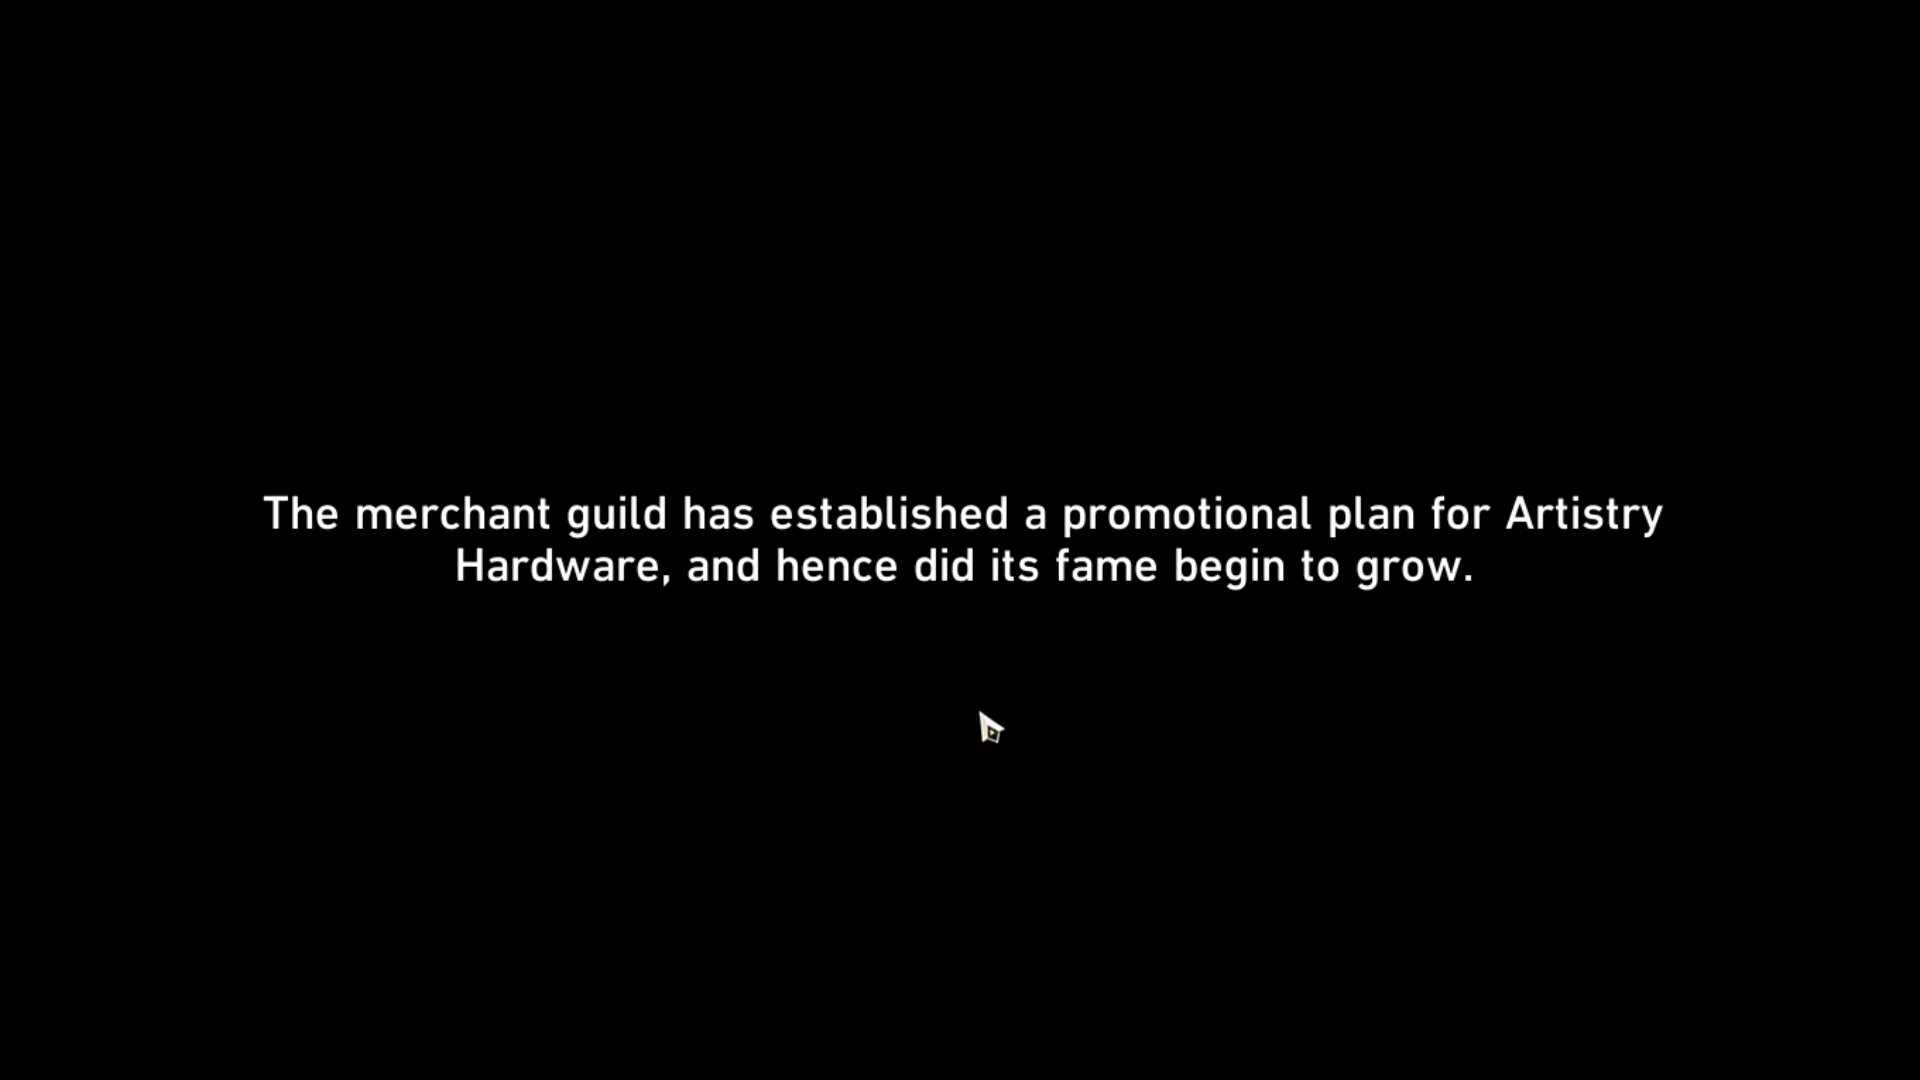 The merchant guild has established a promotional plan for Artistry
Hardware, and hence did its fame begin to grow.